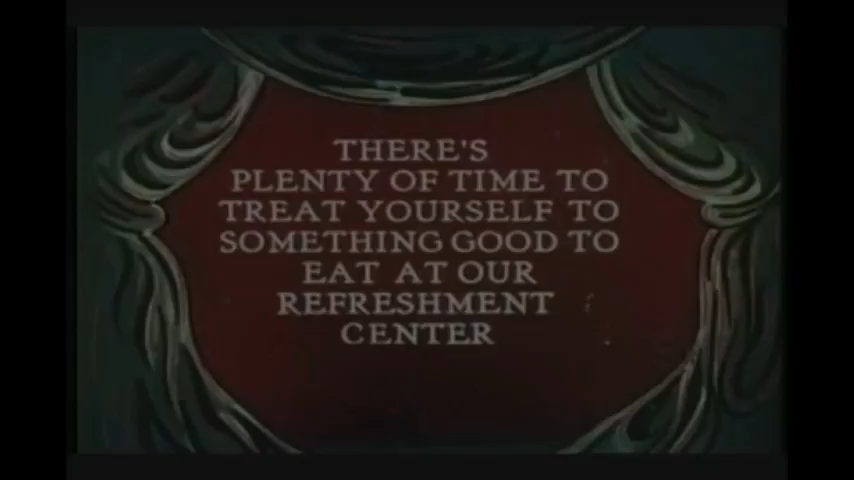 THERE'S
PLENTY OF TIME TO
TREAT YOURSELF TO
SOMETHING GOOD TO
EAT AT OUR
REFRESHMENT
CENTER